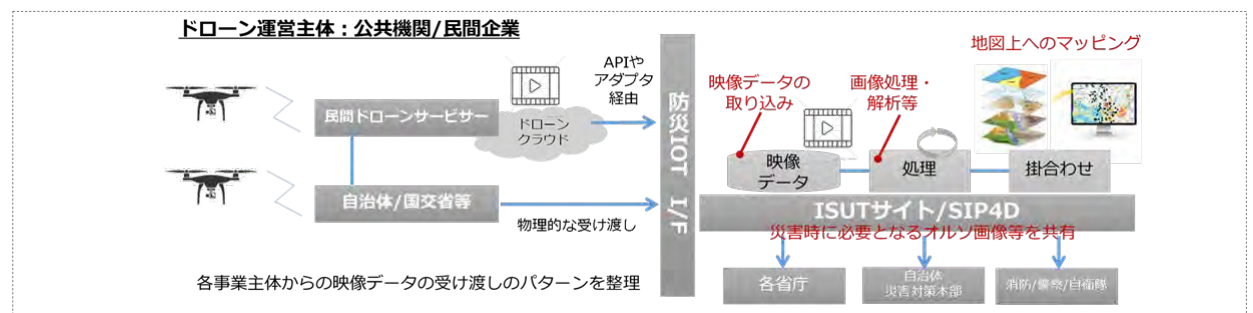 ドローン運営主体:公共機関/民間企業
民間ドローンサービサー
ドローン
クラウド
APIや
アダプタ
経由
自治体/国交省等
物理的な受け渡し
各事業主体からの映像データの受け渡しのパターンを整理
防災IOT I/F
映像データの
取り込み
画像処理・
解析等
地図上へのマッピング
映像
データ
処理
掛合わせ
ISUTサイト/SIP4D
災害時に必要となるオルソ画像等を共有
各省庁
自治体
災害対策本部
消防/警察/自衛隊